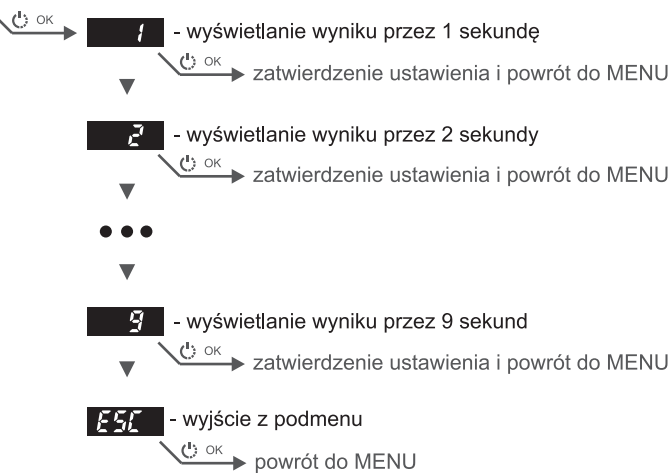 OK
1 - wyświetlanie wyniku przez 1 sekundę
OK
zatwierdzenie ustawienia i powrót do MENU
2 - wyświetlanie wyniku przez 2 sekundy
OK
zatwierdzenie ustawienia i powrót do MENU
9 - wyświetlanie wyniku przez 9 sekund
OK
zatwierdzenie ustawienia i powrót do MENU
ESC - wyjście z podmenu
OK
powrót do MENU